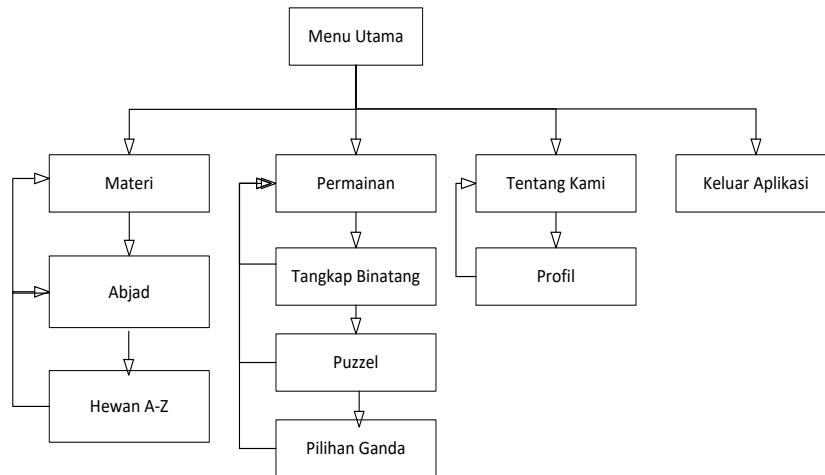 Menu Utama
Materi
Permainan
Tentang Kami
Keluar Aplikasi
Abjad
Tangkap Binatang
Profil
Puzzel
Hewan A-Z
Pilihan Ganda